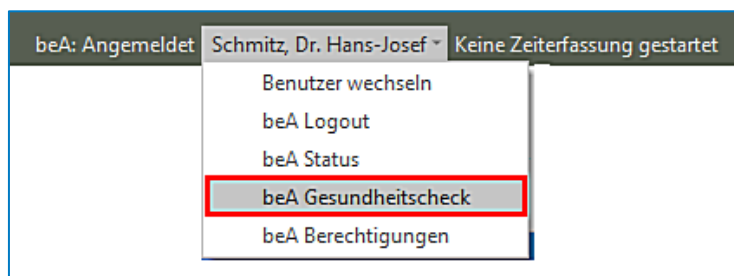 beA: Angemeldet Schmitz, Dr. Hans-Josef Keine Zeiterfassung gestartet
Benutzer wechseln
beA Logout
beA Status
beA Gesundheitscheck
beA Berechtigungen